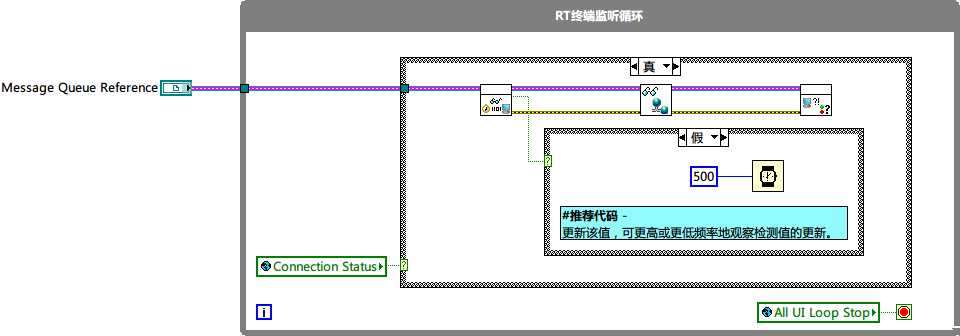 RT终端监听循环
真
Message Queue Reference
假
500
#推荐代码 -
更新该值，可更高或更低频率地观察检测值的更新。
Connection Status
i
All UI Loop Stop